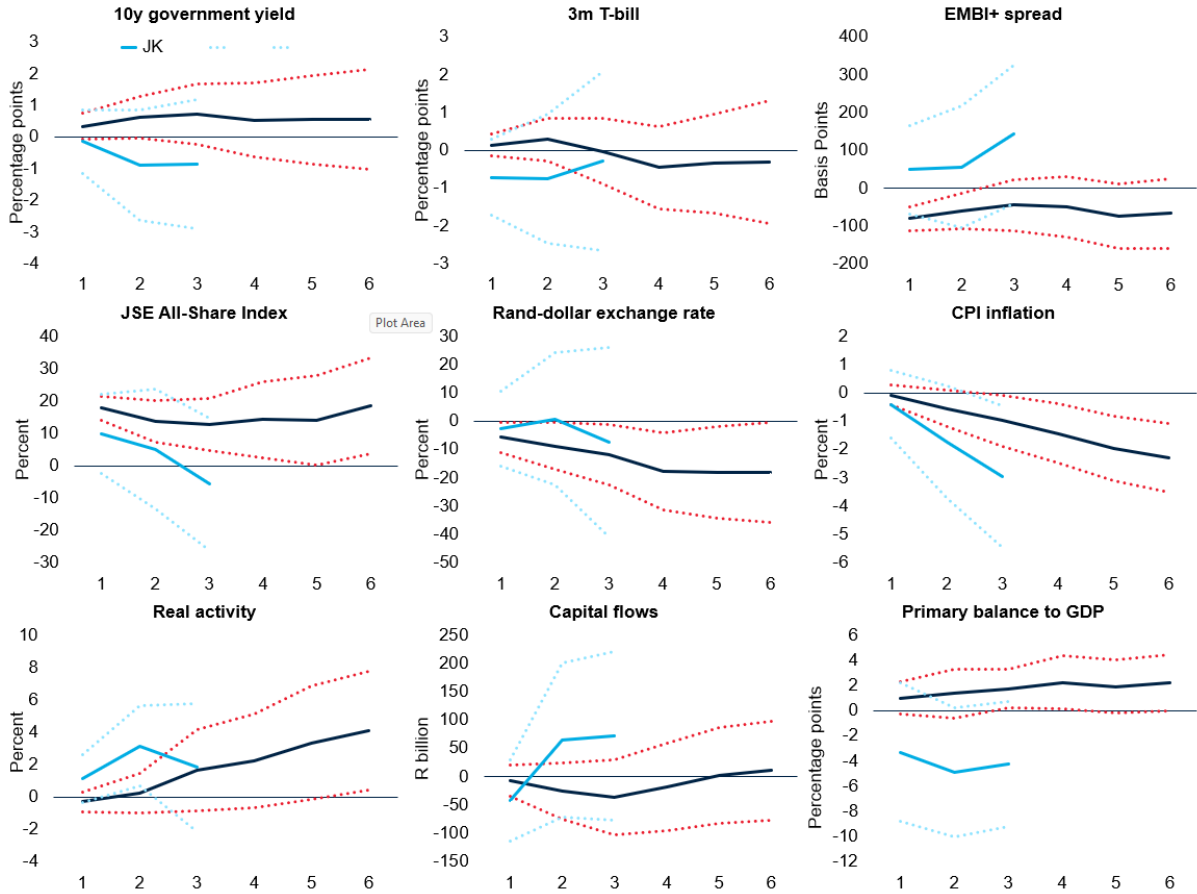 10y government yield
3
2
1
0
-1
-2
-3
-4
Percentage points
JK
1 2 3 4 5 6
3m T-bill
3
2
1
0
-1
-2
-3
Percentage points
1 2 3 4 5 6
EMBI+ spread
400
300
200
100
0
-100
-200
Basis Points
1 2 3 4 5 6
JSE All-Share Index
40
30
20
10
0
-10
-20
-30
Percent
1 2 3 4 5 6
Plot Area
Rand-dollar exchange rate
30
20
10
0
-10
-20
-30
-40
-50
Percent
1 2 3 4 5 6
CPI inflation
2
1
0
-1
-2
-3
-4
-5
-6
Percent
1 2 3 4 5 6
Real activity
10
8
6
4
2
0
-2
-4
Percent
1 2 3 4 5 6
Capital flows
250
200
150
100
50
0
-50
-100
-150
R billion
1 2 3 4 5 6
Primary balance to GDP
6
4
2
0
-2
-4
-6
-8
-10
-12
Percentage points
1 2 3 4 5 6